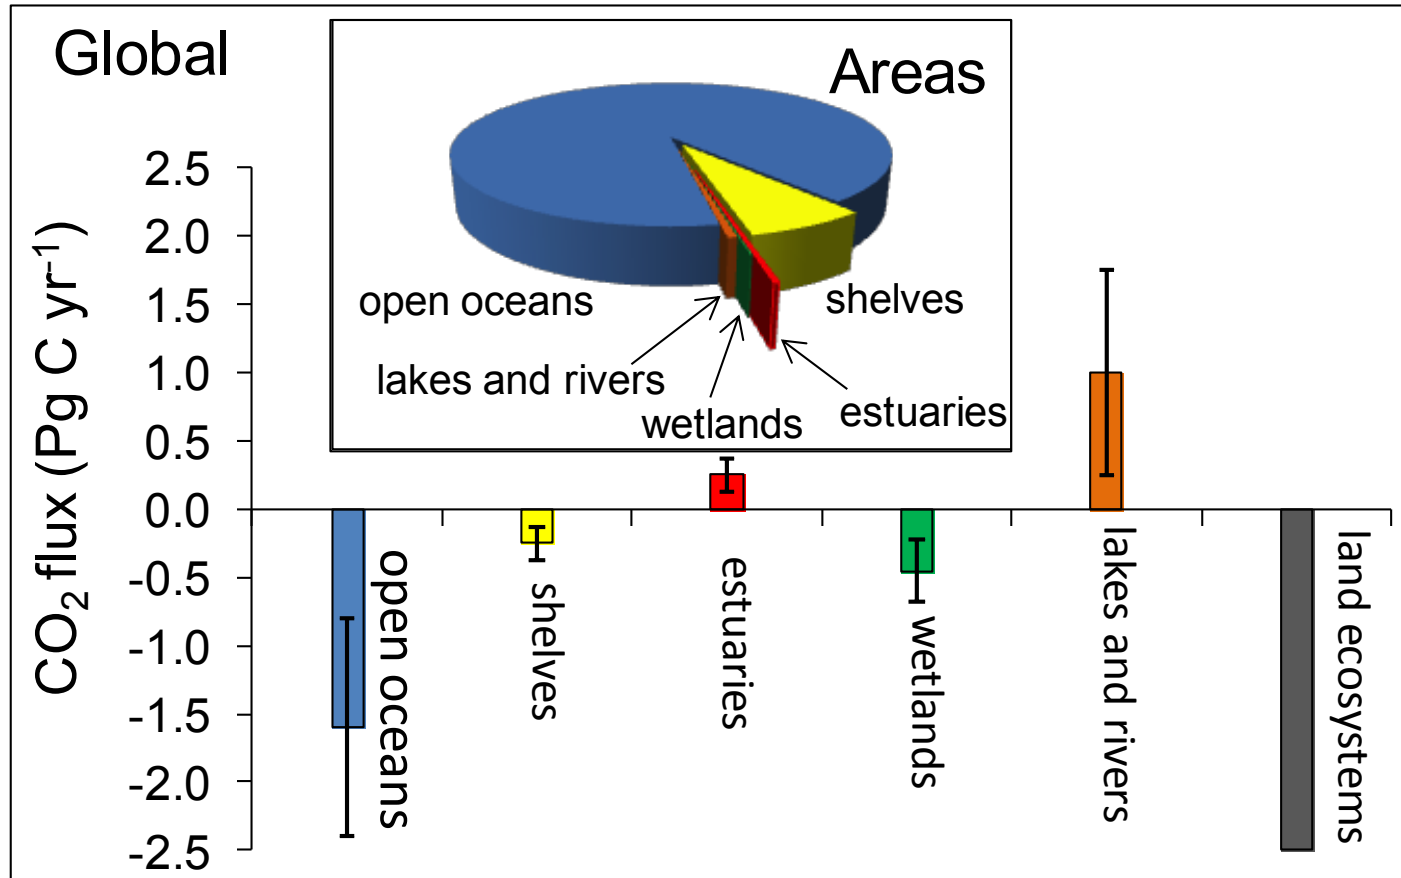 Global
Areas
open oceans
shelves
lakes and rivers
estuaries
wetlands
CO₂ flux (Pg C yr⁻¹)
2.5
2.0
1.5
1.0
0.5
0.0
-0.5
-1.0
-1.5
-2.0
-2.5
open oceans
shelves
estuaries
wetlands
lakes and rivers
land ecosystems